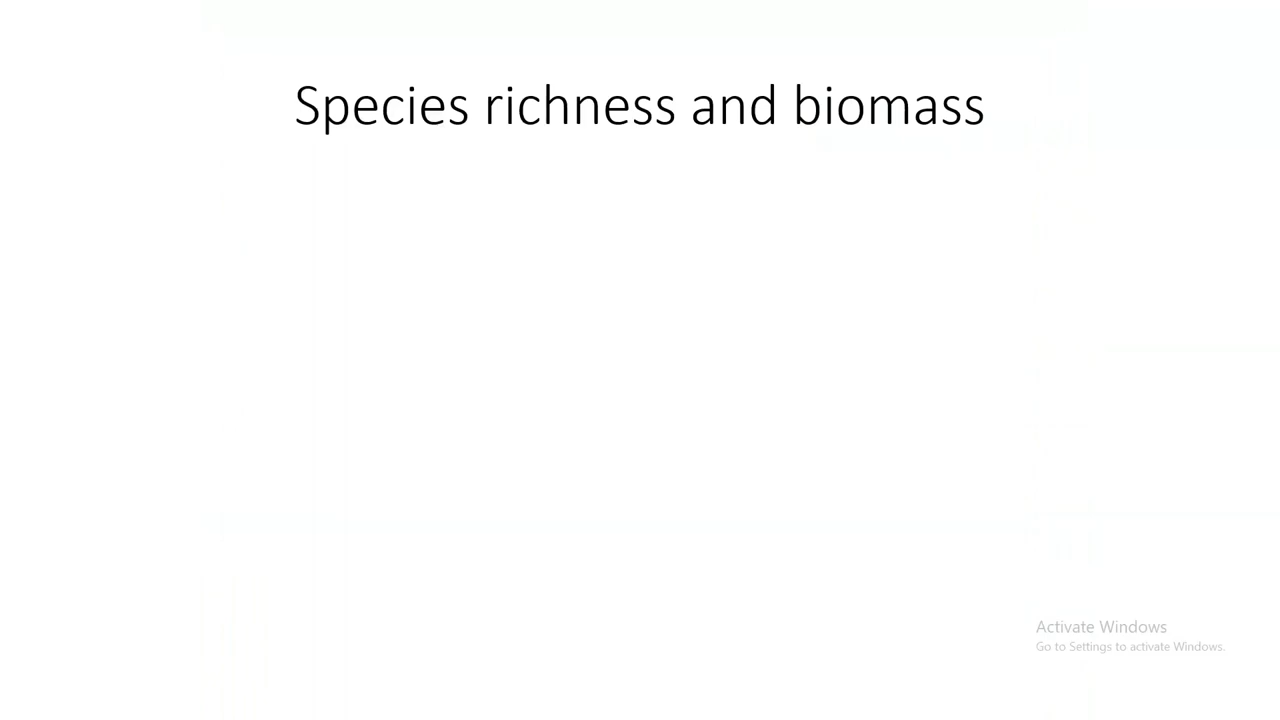 Species richness and biomass
Activate Windows
Go to Settings to activate Windows.